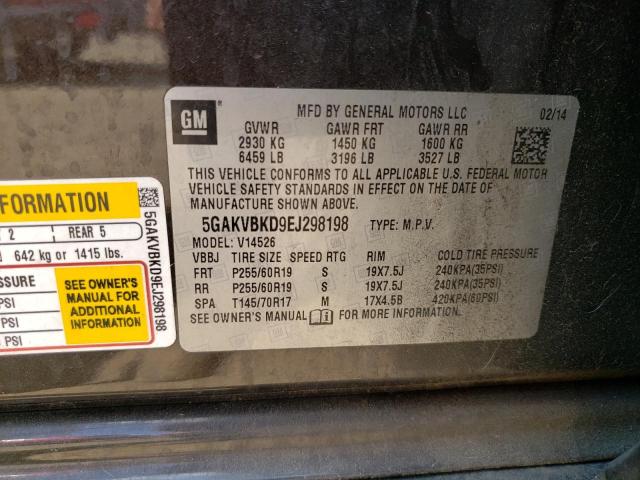 GM
®
MFD BY GENERAL MOTORS LLC 02/14
GVWR GAWR FRT GAWR RR
2930 KG 1450 KG 1600 KG
6459 LB 3196 LB 3527 LB
THIS VEHICLE CONFORMS TO ALL APPLICABLE U.S. FEDERAL MOTOR
VEHICLE SAFETY STANDARDS IN EFFECT ON THE DATE OF
MANUFACTURE SHOWN ABOVE.
5GAKVBKD9EJ298198 TYPE: M.P.V.
MODEL: V14526
VBBJ TIRE SIZE SPEED RTG RIM COLD TIRE PRESSURE
FRT P255/60R19 S 19X7.5J 240KPA(35PSI)
RR P255/60R19 S 19X7.5J 240KPA(35PSI)
SPA T145/70R17 M 17X4.5B 420KPA(60PSI)
SEE OWNER'S MANUAL FOR MORE INFORMATION.
FORMATION
2 REAR 5
642 kg or 1415 lbs.
SSURE
PSI
PSI
PSI
SEE OWNER'S
MANUAL FOR
ADDITIONAL
INFORMATION
5GAKVBKD9EJ298198